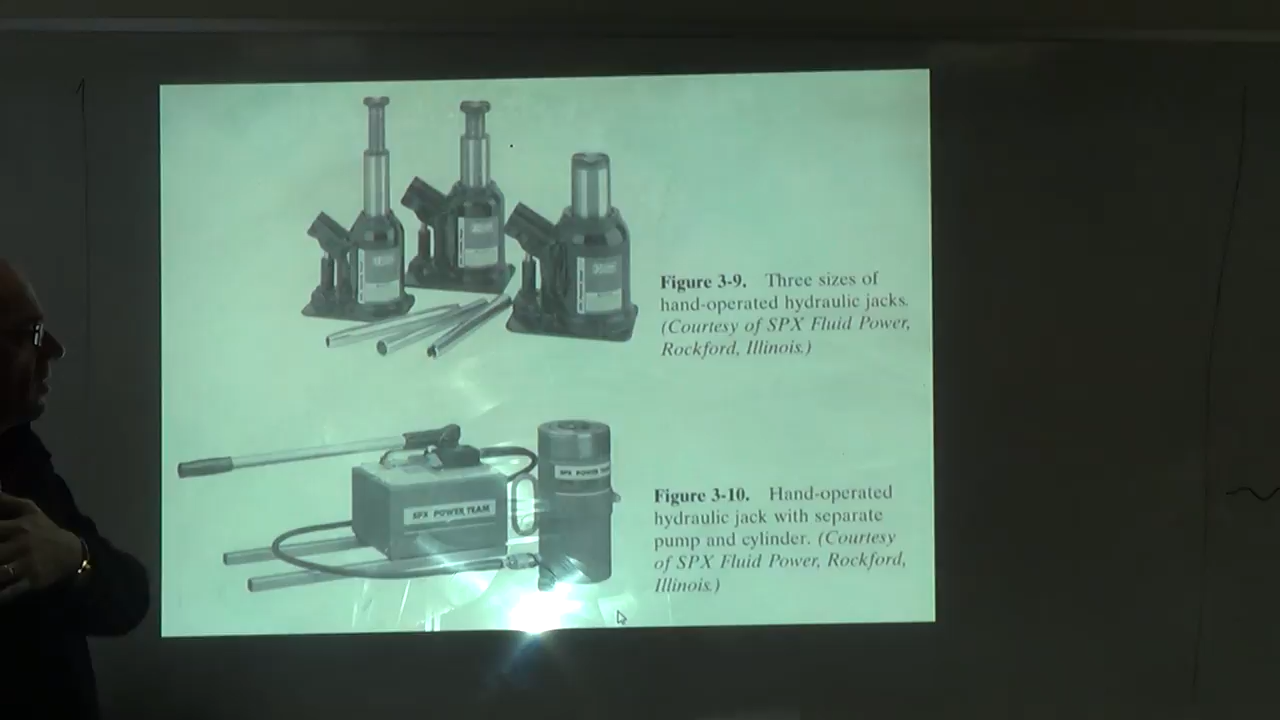 Figure 3-9. Three sizes of
hand-operated hydraulic jacks.
(Courtesy of SPX Fluid Power,
Rockford, Illinois.)
SPX POWER TEAM
SPX POWER TEAM
Figure 3-10. Hand-operated
hydraulic jack with separate
pump and cylinder. (Courtesy
of SPX Fluid Power, Rockford,
Illinois.)